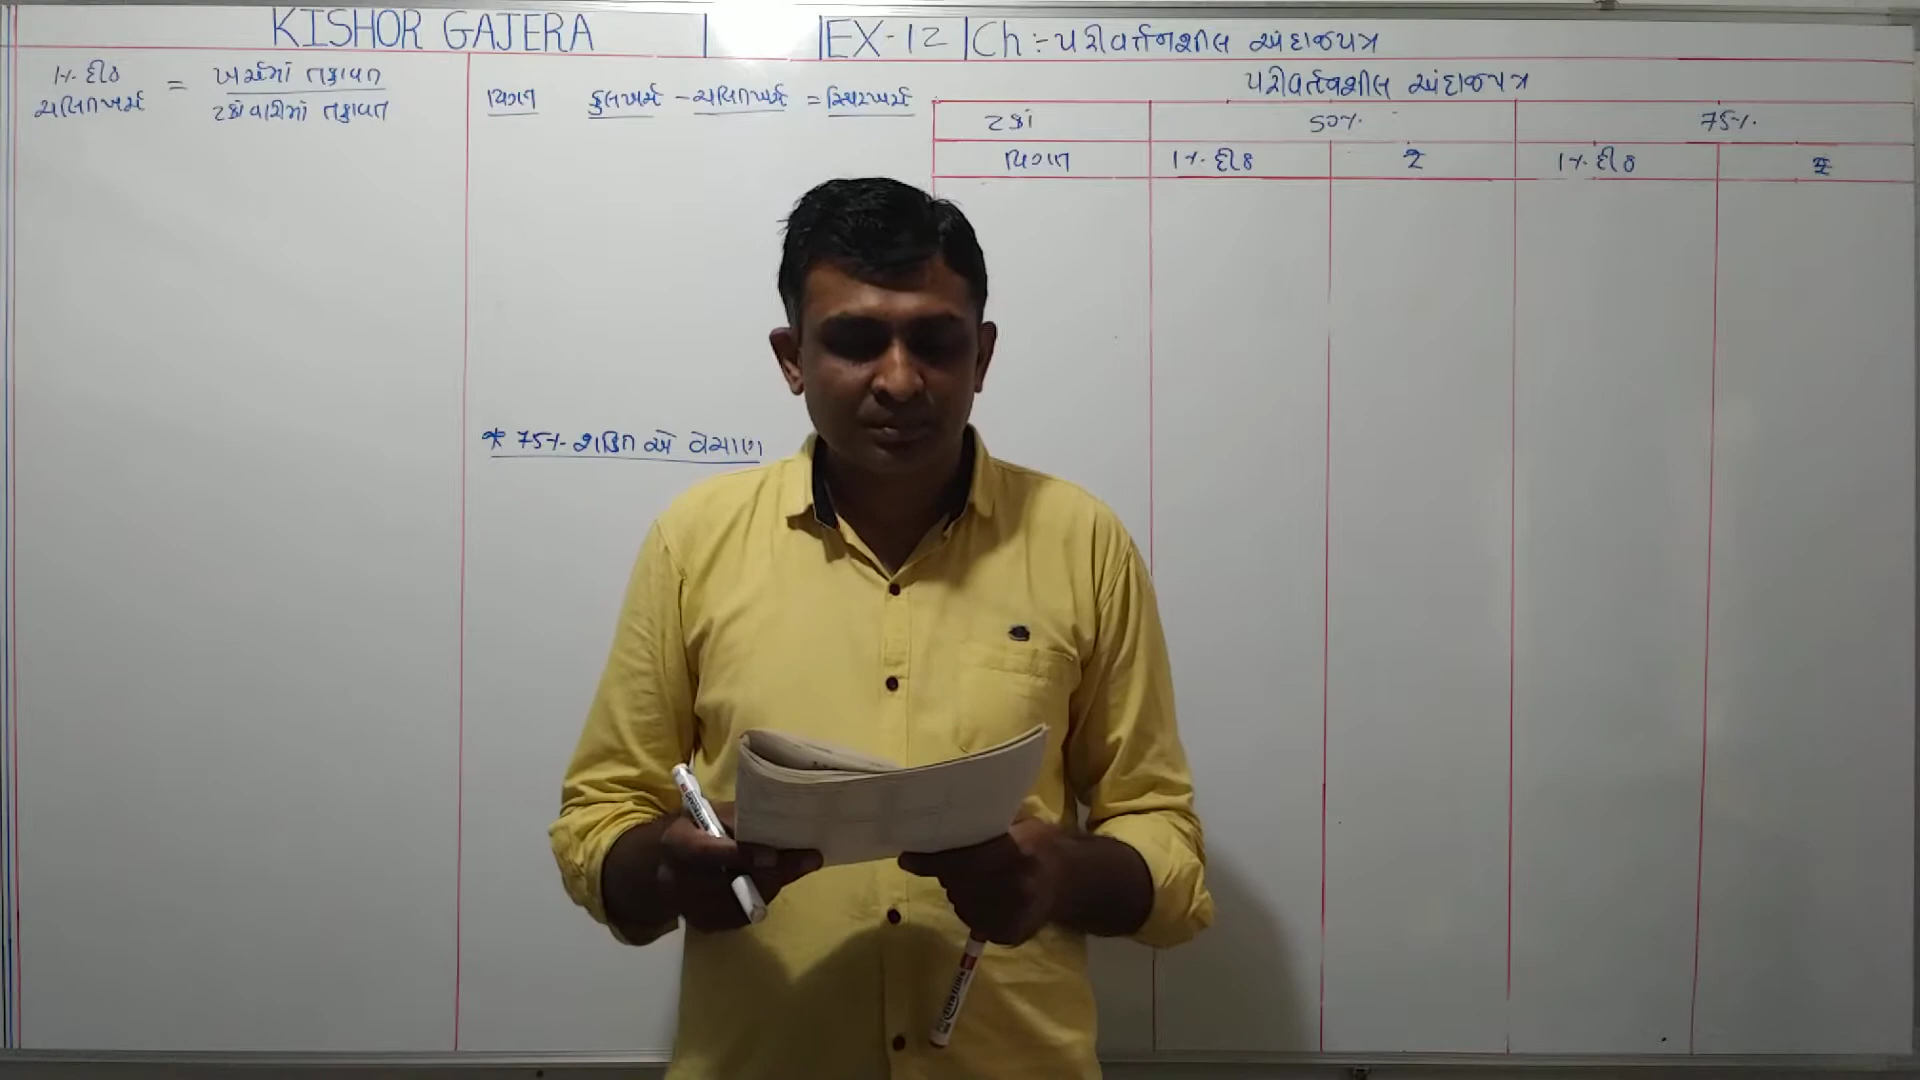 KISHOR GAJERA
EX-12
Ch :- પરીવર્તનશીલ અંદાજપત્ર
1% દીઠ ચલિતખર્ચ = ખર્ચમાં તફાવત
ટકાવારીમાં તફાવત
વિગત કુલખર્ચ - ચલિતખર્ચ = સ્થિરખર્ચ
* 75% શક્તિ એ વેચાણ
પરીવર્તનશીલ અંદાજપત્ર
ટકા 50% 75%
વિગત 1% દીઠ ₹ 1% દીઠ ₹